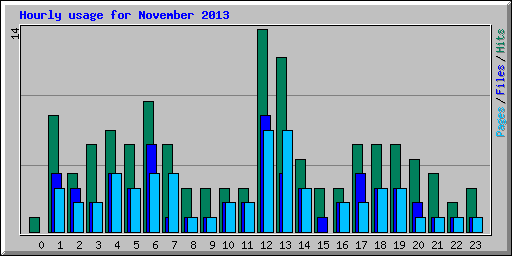 Hourly usage for November 2013
14
Pages/Files/Hits
0 1 2 3 4 5 6 7 8 9 10 11 12 13 14 15 16 17 18 19 20 21 22 23